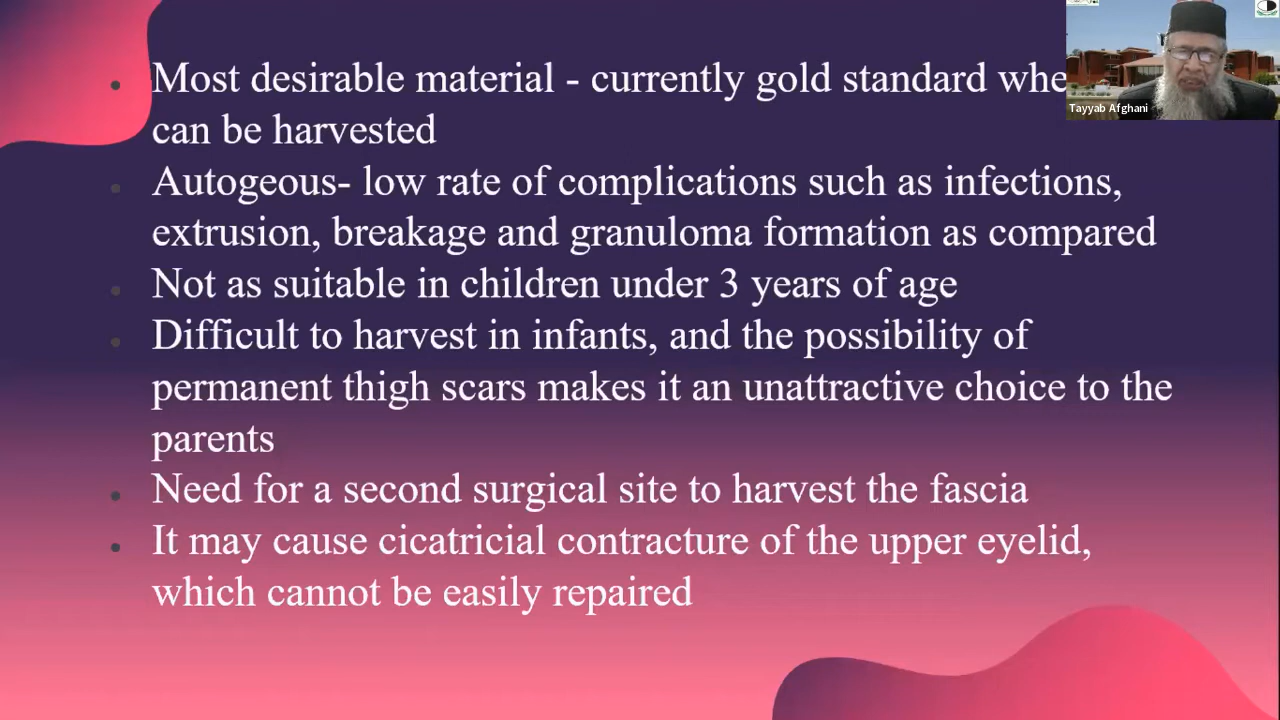 Most desirable material - currently gold standard whe
can be harvested
Tayyab Afghani
Autogeous- low rate of complications such as infections,
extrusion, breakage and granuloma formation as compared
Not as suitable in children under 3 years of age
Difficult to harvest in infants, and the possibility of
permanent thigh scars makes it an unattractive choice to the
parents
Need for a second surgical site to harvest the fascia
It may cause cicatricial contracture of the upper eyelid,
which cannot be easily repaired